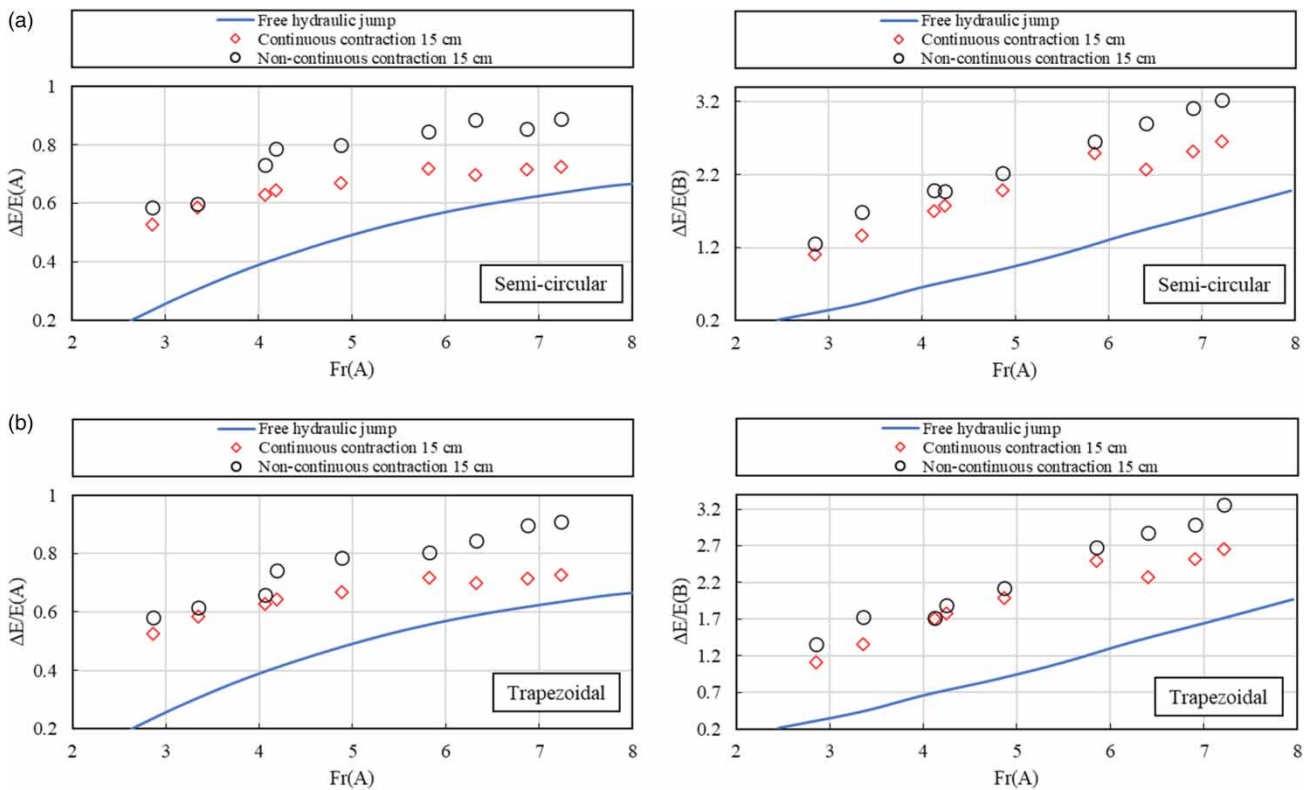 (a)
Free hydraulic jump
Continuous contraction 15 cm
Non-continuous contraction 15 cm
1
0.8
0.6
0.4
0.2
ΔE/E(A)
Semi-circular
2 3 4 5 6 7 8
Fr(A)
Free hydraulic jump
Continuous contraction 15 cm
Non-continuous contraction 15 cm
3.2
2.2
1.2
0.2
ΔE/E(B)
Semi-circular
2 3 4 5 6 7 8
Fr(A)
(b)
Free hydraulic jump
Continuous contraction 15 cm
Non-continuous contraction 15 cm
1
0.8
0.6
0.4
0.2
ΔE/E(A)
Trapezoidal
2 3 4 5 6 7 8
Fr(A)
Free hydraulic jump
Continuous contraction 15 cm
Non-continuous contraction 15 cm
3.2
2.7
2.2
1.7
1.2
0.7
0.2
ΔE/E(B)
Trapezoidal
2 3 4 5 6 7 8
Fr(A)